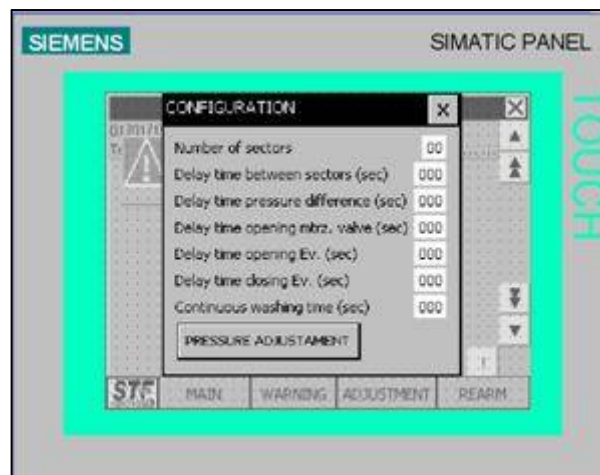 SIEMENS
SIMATIC PANEL
TOUCH
CONFIGURATION
X
Number of sectors 00
Delay time between sectors (sec) 000
Delay time pressure difference (sec) 000
Delay time opening mtrz. valve (sec) 000
Delay time opening Ev. (sec) 000
Delay time closing Ev. (sec) 000
Continuous washing time (sec) 000
PRESSURE ADJUSTAMENT
STF MAIN WARNING ADJUSTMENT REARM